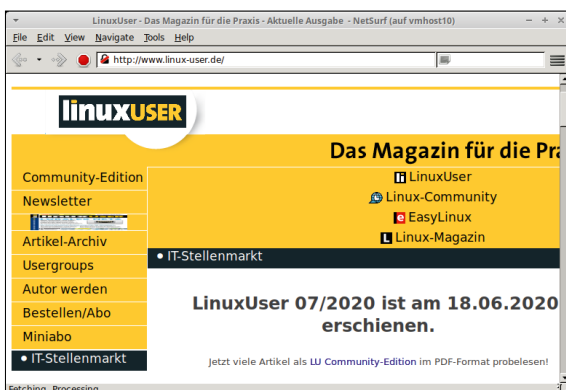 LinuxUser - Das Magazin für die Praxis - Aktuelle Ausgabe - NetSurf (auf vmhost10)
File Edit View Navigate Tools Help
http://www.linux-user.de/
linuxUSER
Das Magazin für die Pra
Community-Edition
Newsletter
Artikel-Archiv
Usergroups
Autor werden
Bestellen/Abo
Miniabo
• IT-Stellenmarkt
LinuxUser
Linux-Community
EasyLinux
Linux-Magazin
• IT-Stellenmarkt
LinuxUser 07/2020 ist am 18.06.2020
erschienen.
Jetzt viele Artikel als LU Community-Edition im PDF-Format probelesen!
Fetching, Processing